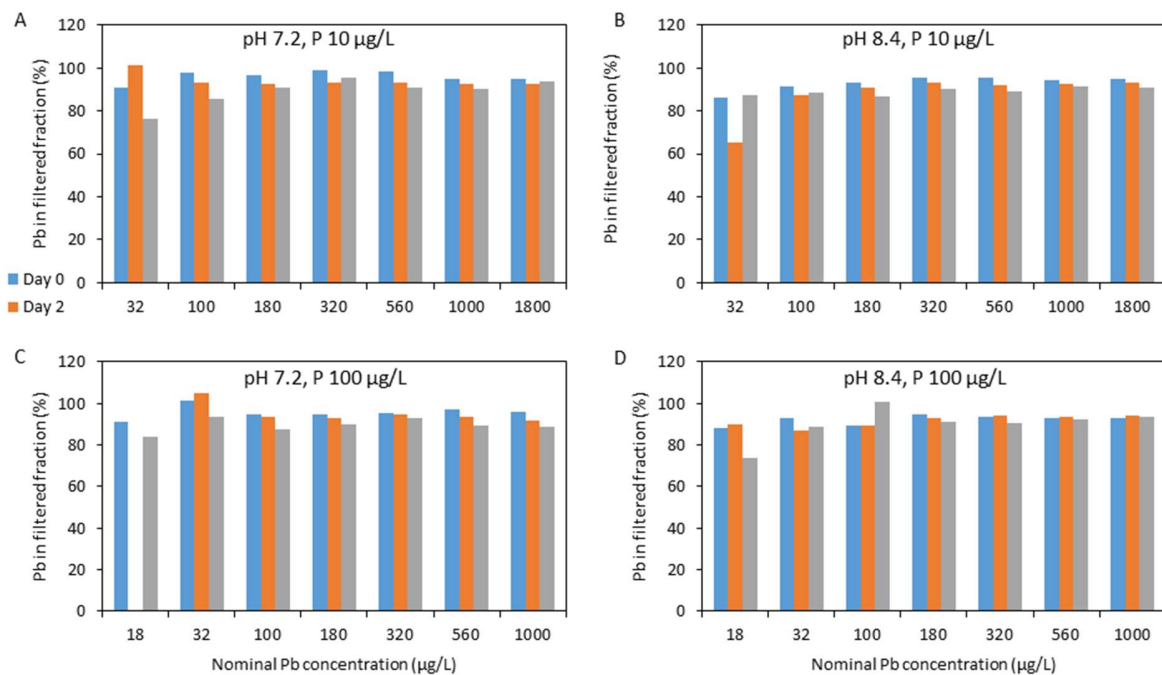 A
pH 7.2, P 10 µg/L
Pb in filtered fraction (%)
120
100
80
60
40
20
0
32 100 180 320 560 1000 1800
Day 0
Day 2
B
pH 8.4, P 10 µg/L
Pb in filtered fraction (%)
120
100
80
60
40
20
0
32 100 180 320 560 1000 1800
C
pH 7.2, P 100 µg/L
Pb in filtered fraction (%)
120
100
80
60
40
20
0
18 32 100 180 320 560 1000
Nominal Pb concentration (µg/L)
D
pH 8.4, P 100 µg/L
Pb in filtered fraction (%)
120
100
80
60
40
20
0
18 32 100 180 320 560 1000
Nominal Pb concentration (µg/L)